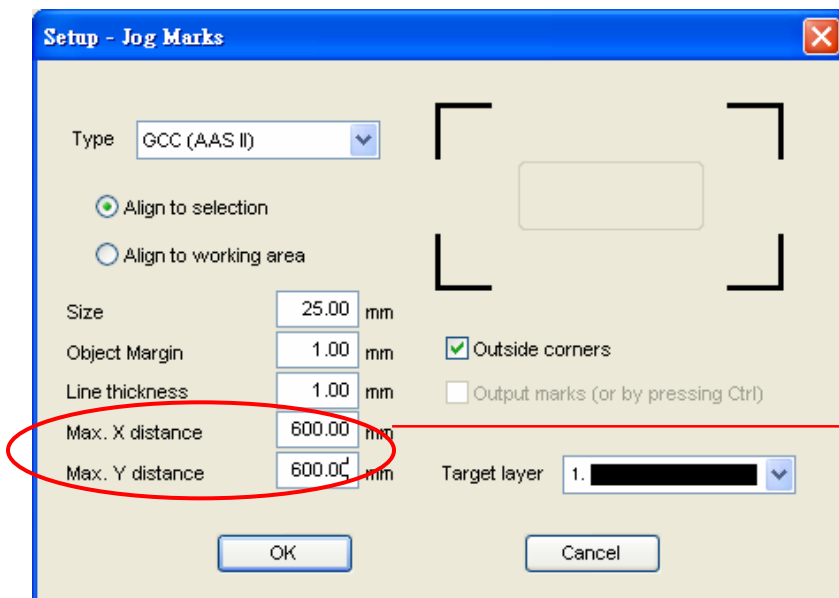 Setup - Jog Marks
Type GCC (AAS II)
Align to selection
Align to working area
Size 25.00 mm
Object Margin 1.00 mm
Outside corners
Line thickness 1.00 mm
Output marks (or by pressing Ctrl)
Max. X distance 600.00 mm
Max. Y distance 600.00 mm
Target layer 1.
OK
Cancel